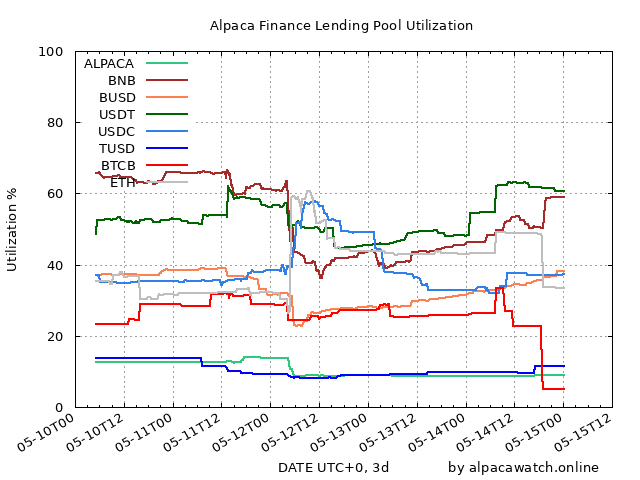 Alpaca Finance Lending Pool Utilization
100
80
60
40
20
0
Utilization %
ALPACA
BNB
BUSD
USDT
USDC
TUSD
BTCB
ETH
05-10T00
05-10T12
05-11T00
05-11T12
05-12T00
05-12T12
05-13T00
05-13T12
05-14T00
05-14T12
05-15T00
05-15T12
DATE UTC+0, 3d
by alpacawatch.online